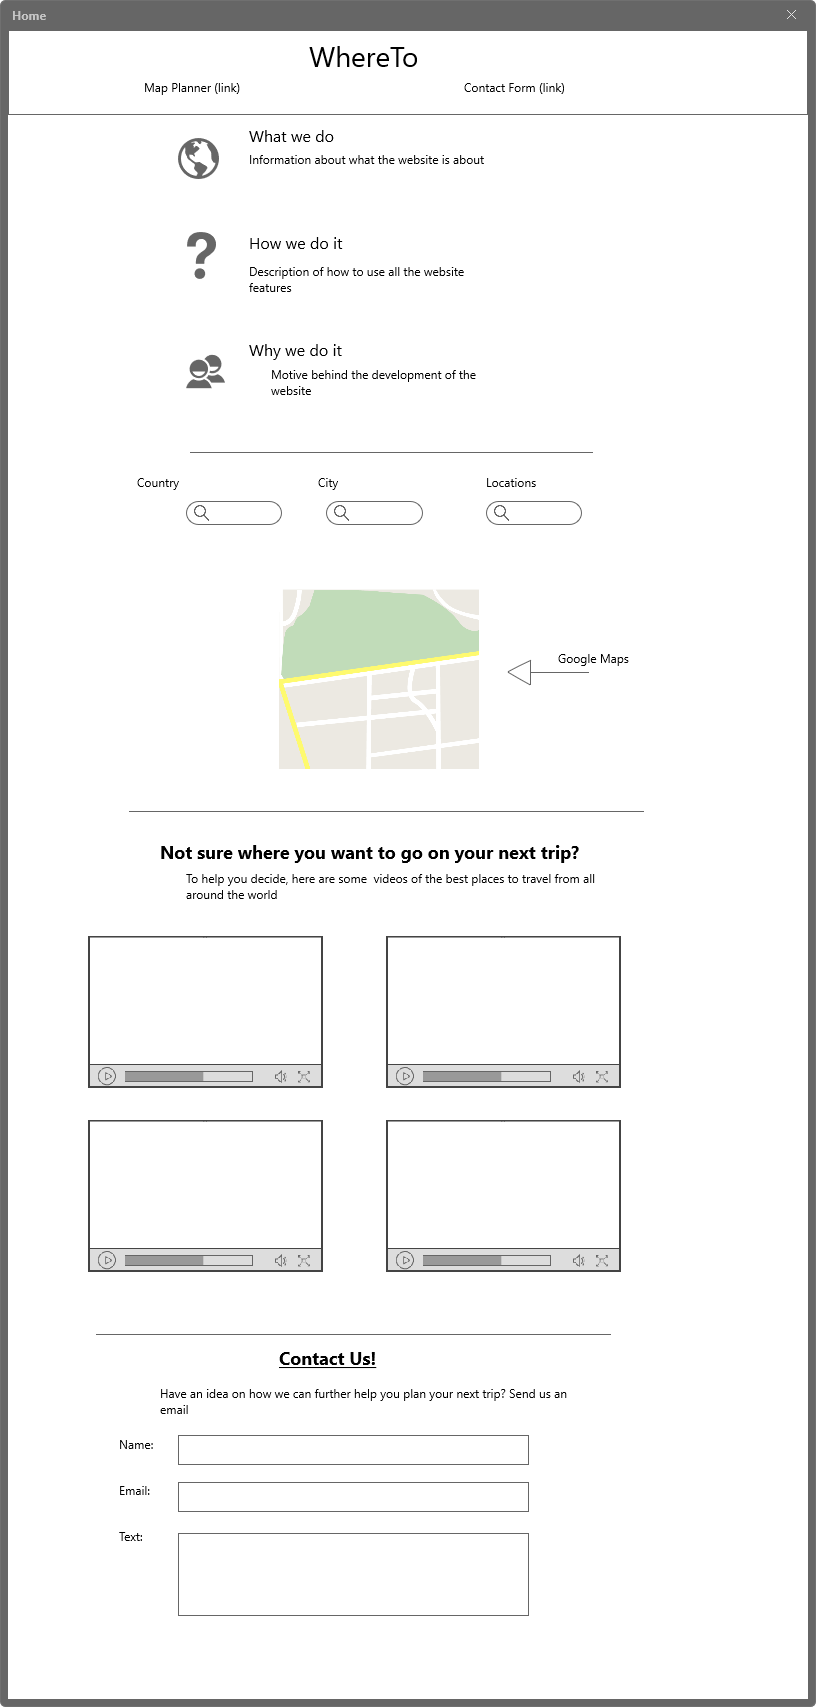 Home
WhereTo
Map Planner (link)
Contact Form (link)
What we do
Information about what the website is about
How we do it
Description of how to use all the website
features
Why we do it
Motive behind the development of the
website
Country
City
Locations
Google Maps
Not sure where you want to go on your next trip?
To help you decide, here are some  videos of the best places to travel from all
around the world
Contact Us!
Have an idea on how we can further help you plan your next trip? Send us an
email
Name:
Email:
Text: